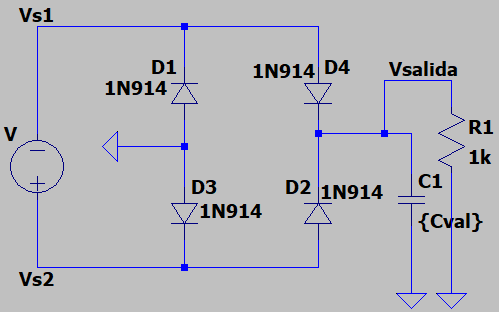 Vs1
D1
1N914
1N914
D4
Vsalida
V
R1
1k
D3
1N914
D2
1N914
C1
{Cval}
Vs2